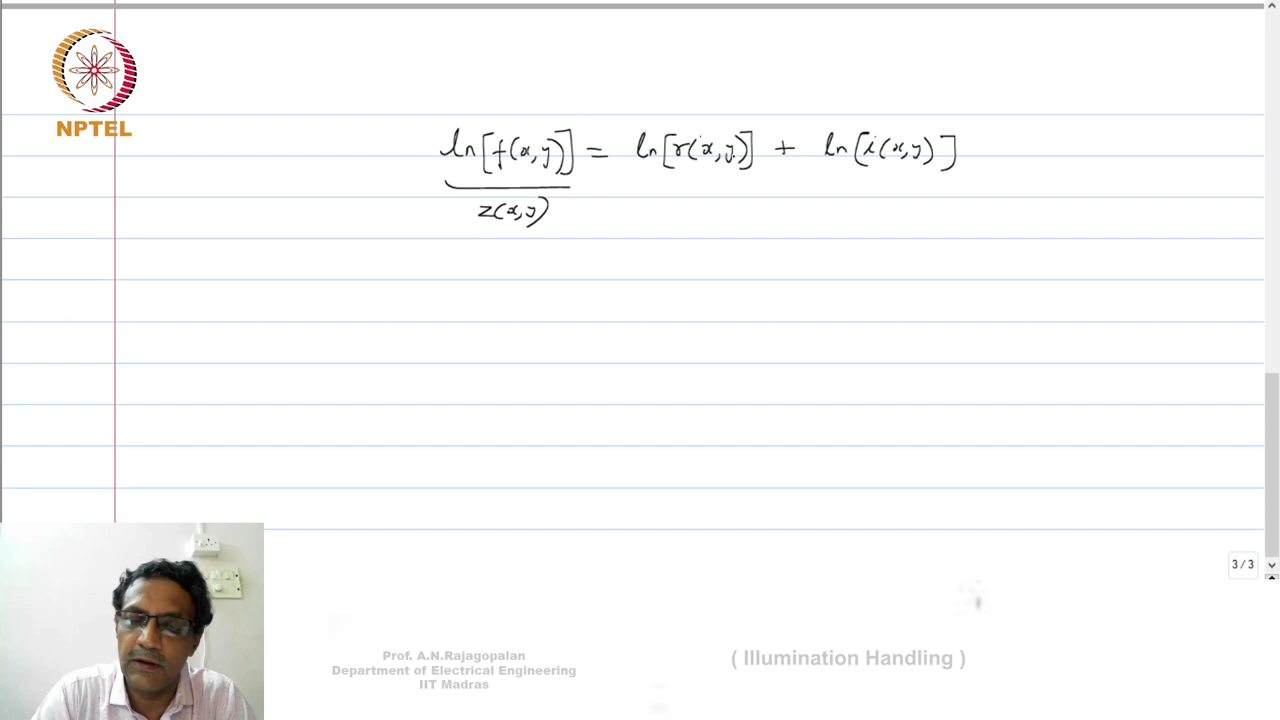 NPTEL
ln[f(x,y)] = ln[r(x,y)] + ln[i(x,y)]
z(x,y)
3 / 3
Prof. A.N.Rajagopalan
Department of Electrical Engineering
IIT Madras
( Illumination Handling )